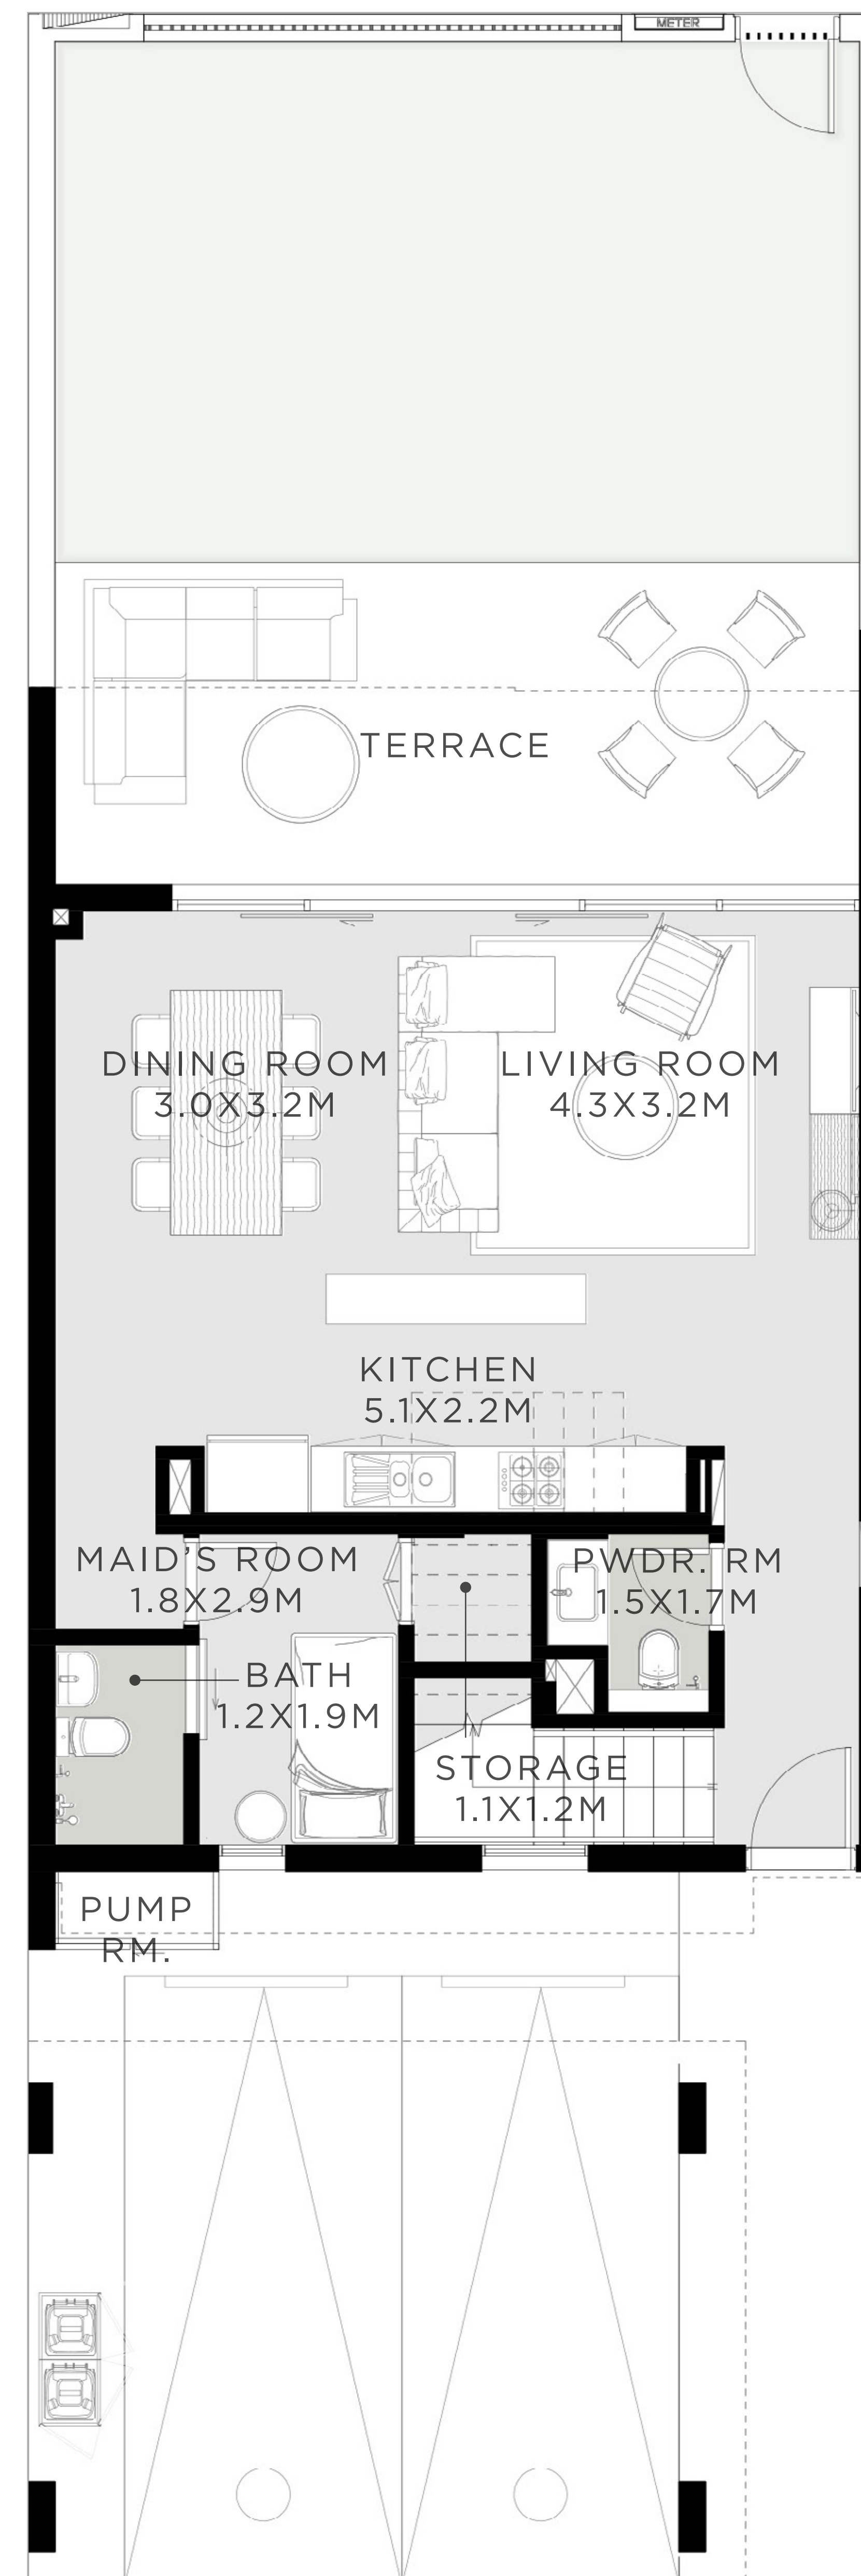 METER
TERRACE
DINING ROOM
3.0X3.2M
LIVING ROOM
4.3X3.2M
KITCHEN
5.1X2.2M
MAID'S ROOM
1.8X2.9M
PWDR. RM
1.5X1.7M
BATH
1.2X1.9M
STORAGE
1.1X1.2M
PUMP
RM.